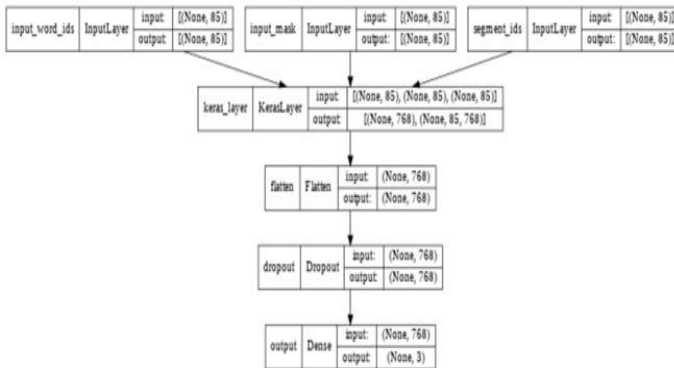 input_word_ids InputLayer input: [(None, 85)] output: [(None, 85)]
input_mask InputLayer input: [(None, 85)] output: [(None, 85)]
segment_ids InputLayer input: [(None, 85)] output: [(None, 85)]
keras_layer KerasLayer input: [(None, 85), (None, 85), (None, 85)] output: [(None, 768), (None, 85, 768)]
flatten Flatten input: (None, 768) output: (None, 768)
dropout Dropout input: (None, 768) output: (None, 768)
output Dense input: (None, 768) output: (None, 3)